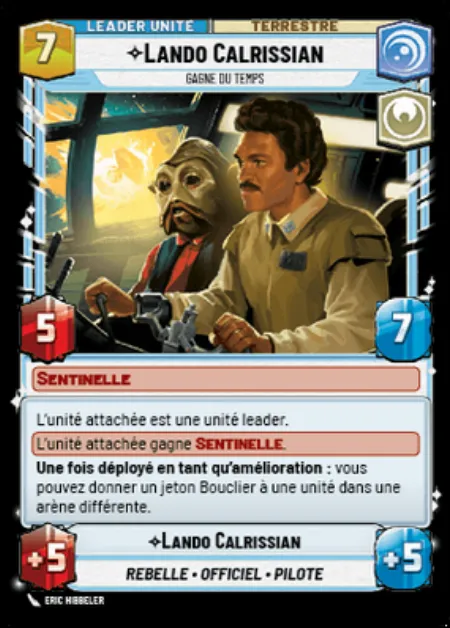 LEADER UNITÉ
TERRESTRE
7
LANDO CALRISSIAN
GAGNE DU TEMPS
5
7
SENTINELLE
L'unité attachée est une unité leader.
L'unité attachée gagne SENTINELLE.
Une fois déployé en tant qu'amélioration : vous
pouvez donner un jeton Bouclier à une unité dans une
arène différente.
+5
LANDO CALRISSIAN
+5
REBELLE • OFFICIEL • PILOTE
ERIC HIBBELER